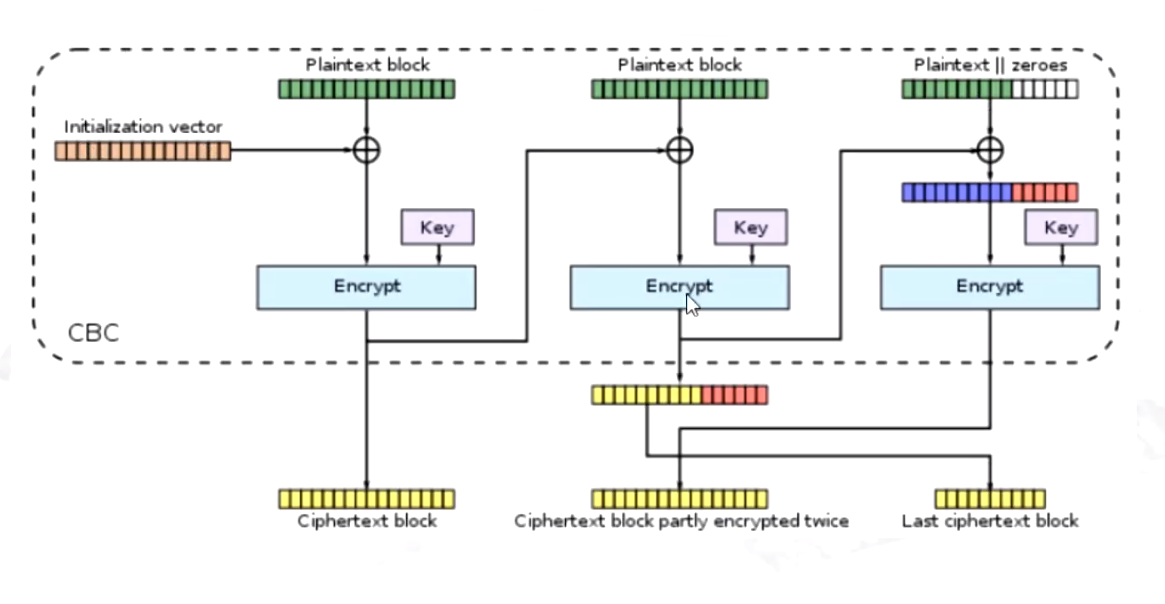 Plaintext block
Plaintext block
Plaintext || zeroes
Initialization vector
Key
Key
Key
Encrypt
Encrypt
Encrypt
CBC
Ciphertext block
Ciphertext block partly encrypted twice
Last ciphertext block